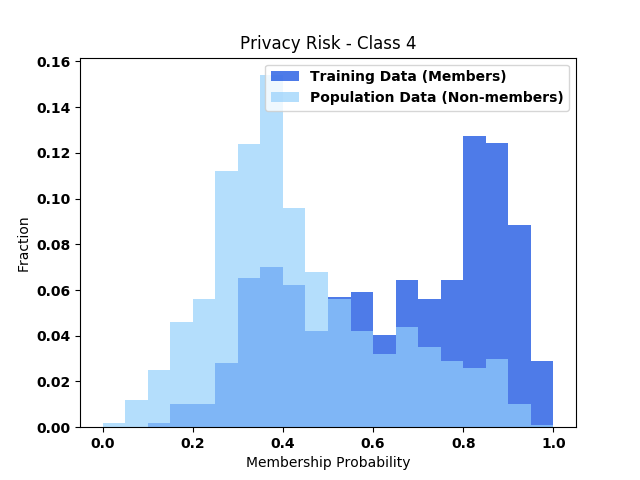 Privacy Risk - Class 4
Training Data (Members)
Population Data (Non-members)
0.16
0.14
0.12
0.10
0.08
0.06
0.04
0.02
0.00
Fraction
0.0 0.2 0.4 0.6 0.8 1.0
Membership Probability